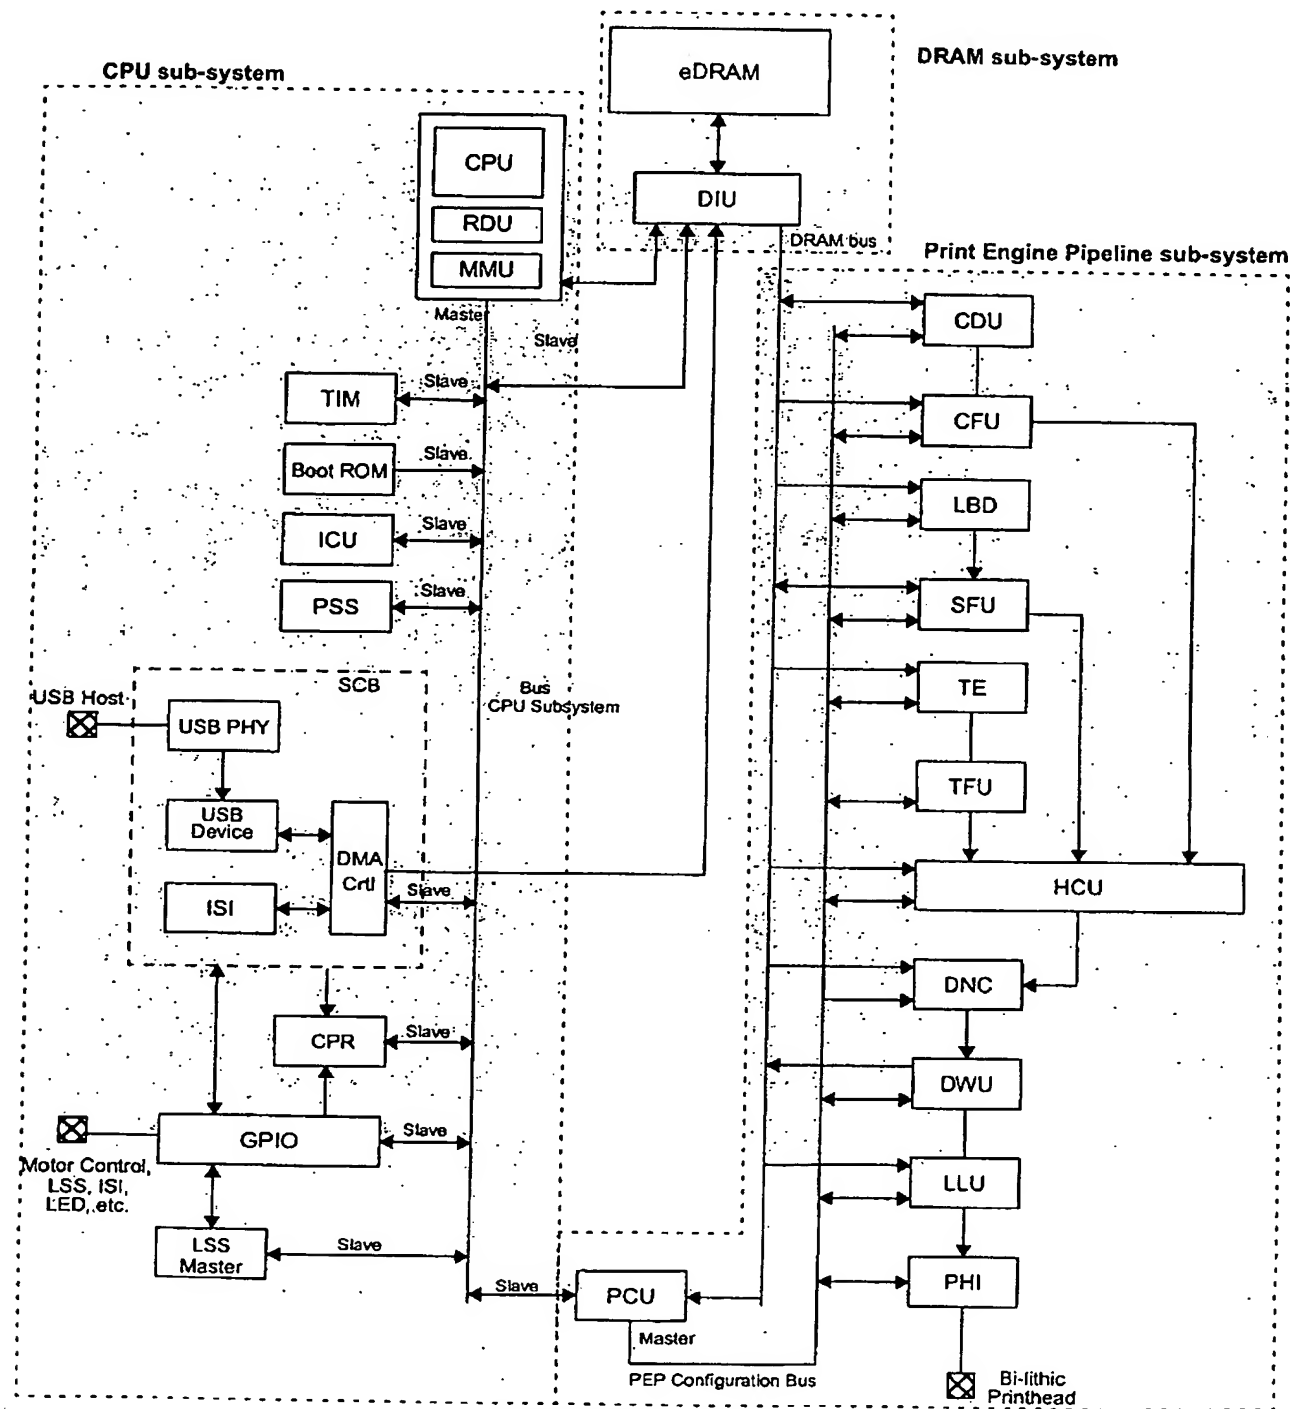 CPU sub-system
DRAM sub-system
eDRAM
CPU
RDU
MMU
DIU
DRAM bus
Print Engine Pipeline sub-system
Master
Slave
CDU
TIM
Slave
CFU
Boot ROM
Slave
LBD
ICU
Slave
PSS
Slave
SFU
SCB
USB Host
USB PHY
Bus
CPU Subsystem
TE
USB
Device
TFU
DMA
Crtl
Slave
ISI
HCU
DNC
CPR
Slave
DWU
GPIO
Slave
Motor Control,
LSS, ISI,
LED, etc.
LLU
LSS
Master
Slave
PHI
Slave
PCU
Master
PEP Configuration Bus
Bi-lithic
Printhead